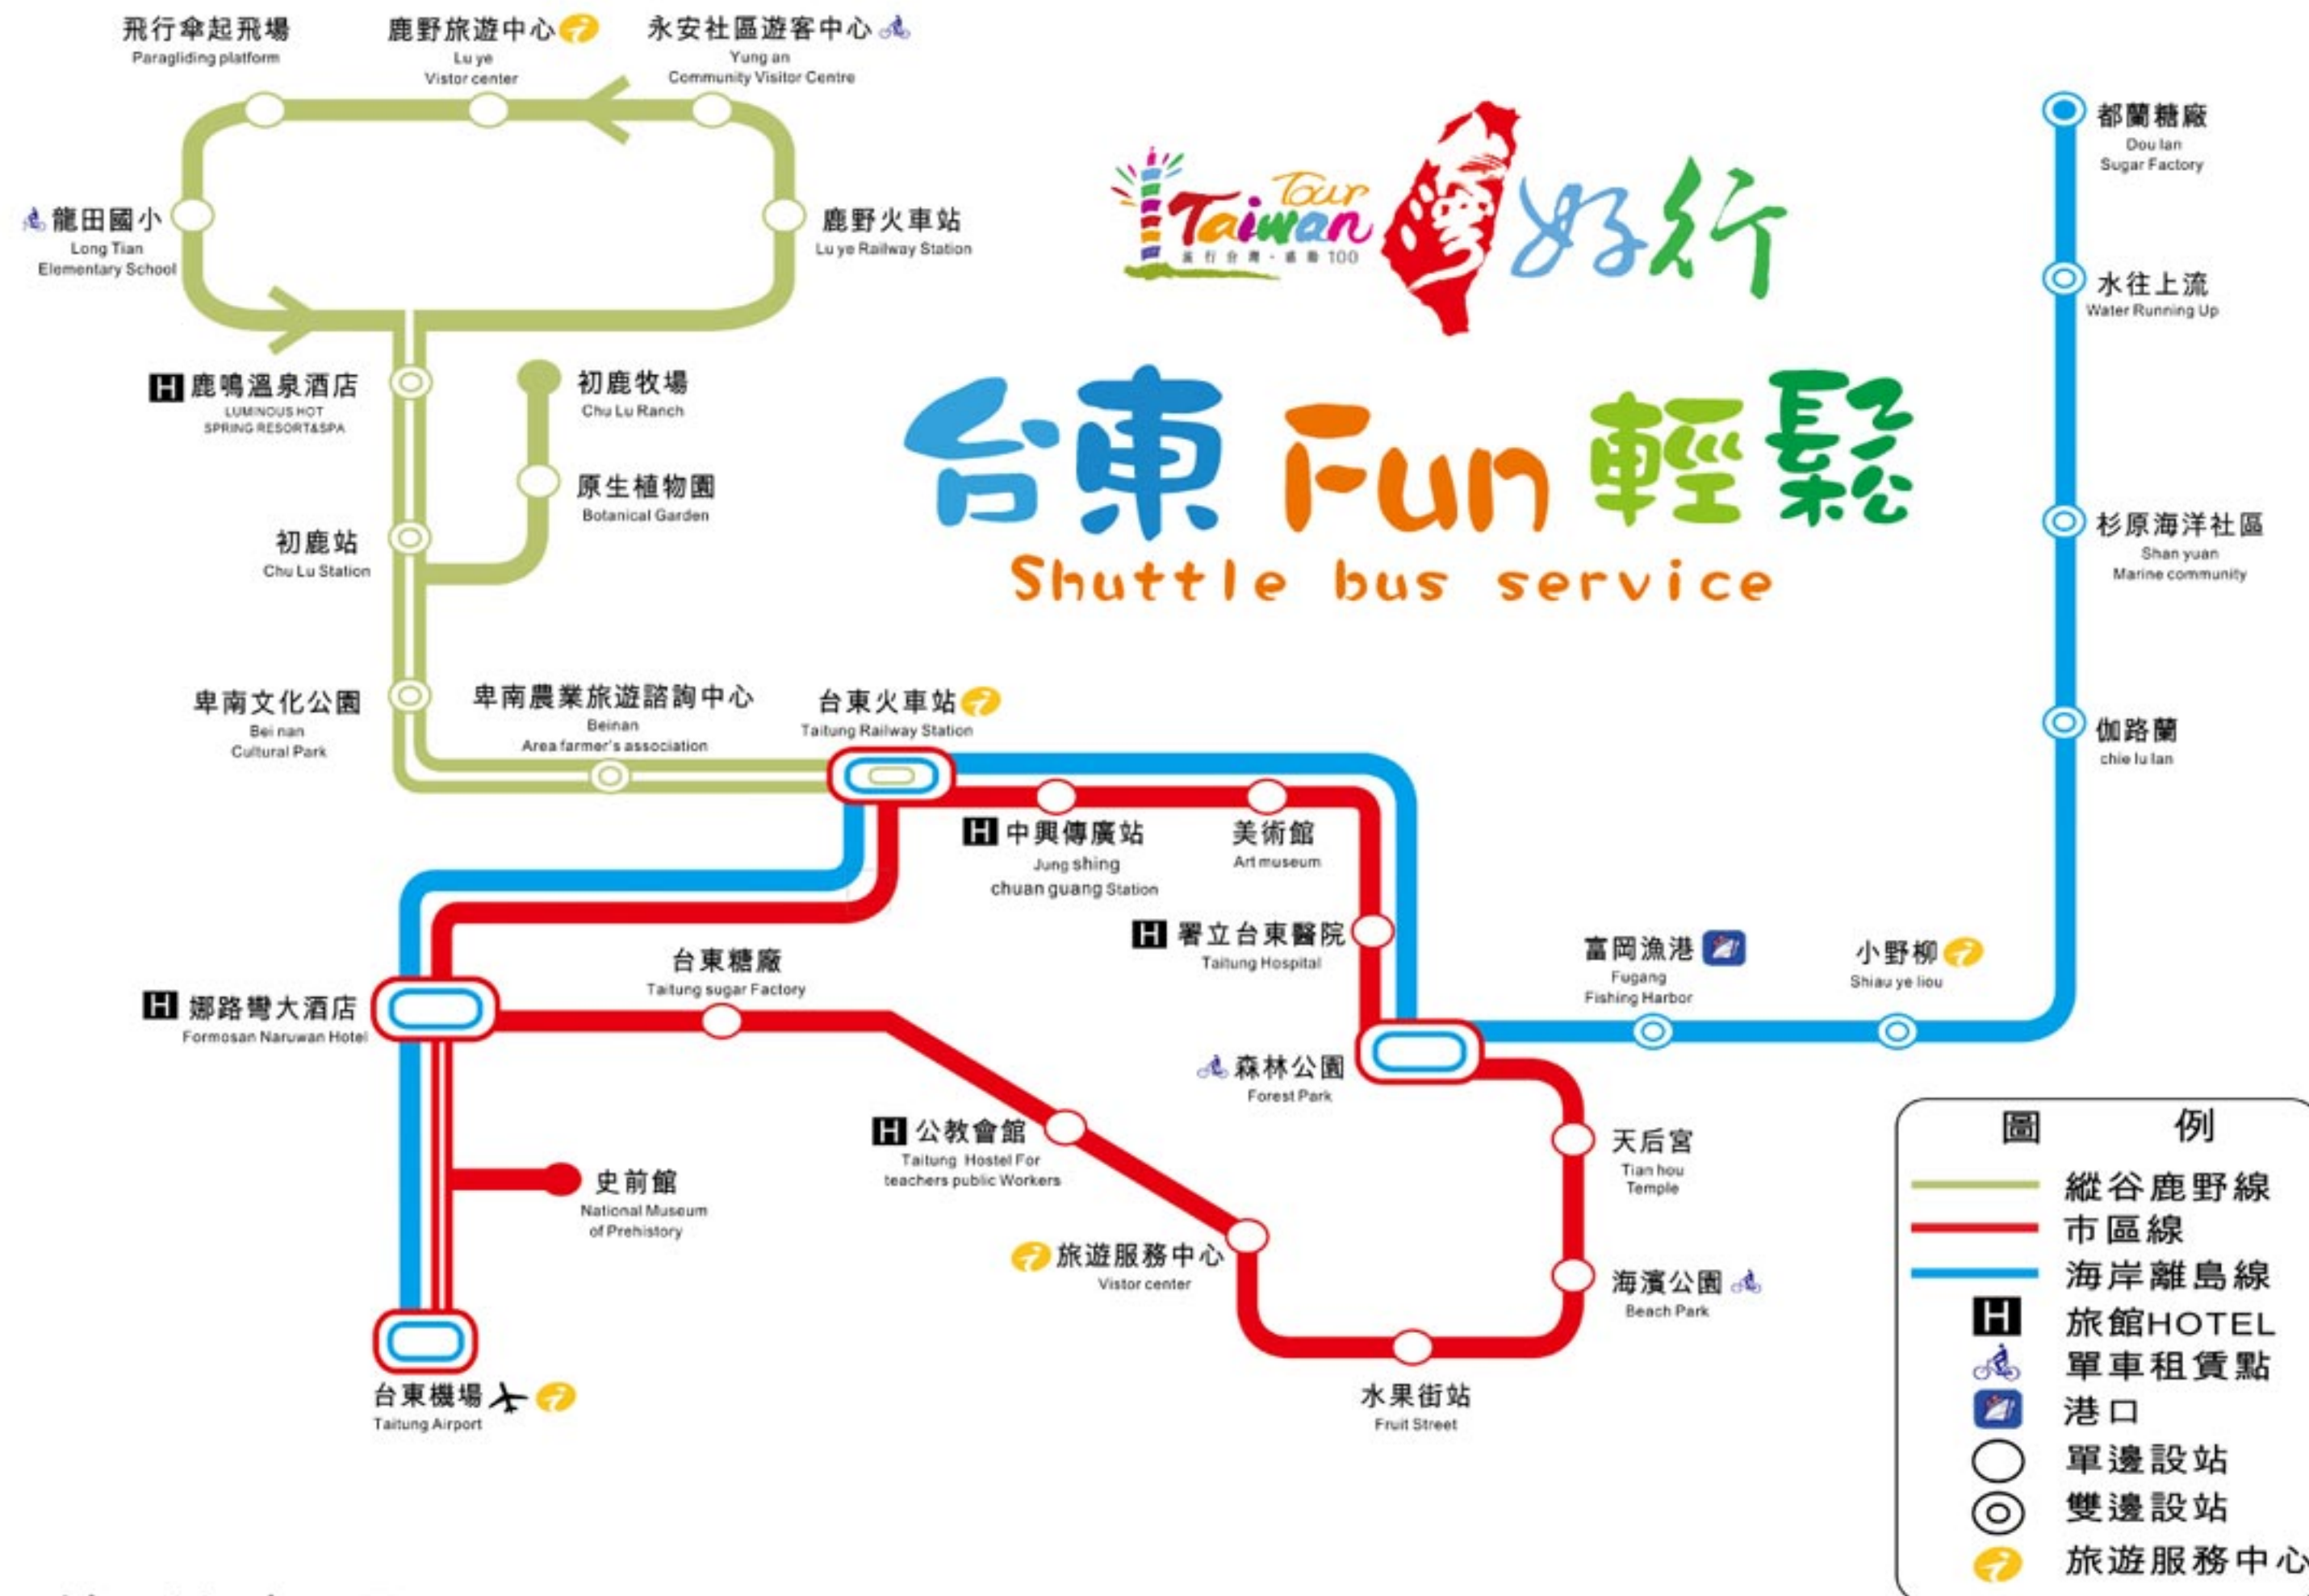 飛行傘起飛場
Paragliding platform
鹿野旅遊中心
Lu ye
Vistor center
永安社區遊客中心
Yung an
Community Visitor Centre
龍田國小
Long Tian
Elementary School
鹿野火車站
Lu ye Railway Station
Tour
Taiwan
旅行台灣・感動100
灣好行
台東 Fun 輕鬆
Shuttle bus service
都蘭糖廠
Dou lan
Sugar Factory
水往上流
Water Running Up
杉原海洋社區
Shan yuan
Marine community
伽路蘭
chie lu lan
H 鹿鳴溫泉酒店
LUMINOUS HOT
SPRING RESORT&SPA
初鹿牧場
Chu Lu Ranch
原生植物園
Botanical Garden
初鹿站
Chu Lu Station
卑南文化公園
Bei nan
Cultural Park
卑南農業旅遊諮詢中心
Beinan
Area farmer's association
台東火車站
Taitung Railway Station
H 中興傳廣站
Jung shing
chuan guang Station
美術館
Art museum
H 署立台東醫院
Taitung Hospital
富岡漁港
Fugang
Fishing Harbor
小野柳
Shiau ye liou
H 娜路彎大酒店
Formosan Naruwan Hotel
台東糖廠
Taitung sugar Factory
森林公園
Forest Park
H 公教會館
Taitung Hostel For
teachers public Workers
天后宮
Tian hou
Temple
史前館
National Museum
of Prehistory
旅遊服務中心
Vistor center
海濱公園
Beach Park
台東機場
Taitung Airport
水果街站
Fruit Street
圖例
縱谷鹿野線
市區線
海岸離島線
H 旅館HOTEL
單車租賃點
港口
單邊設站
雙邊設站
旅遊服務中心